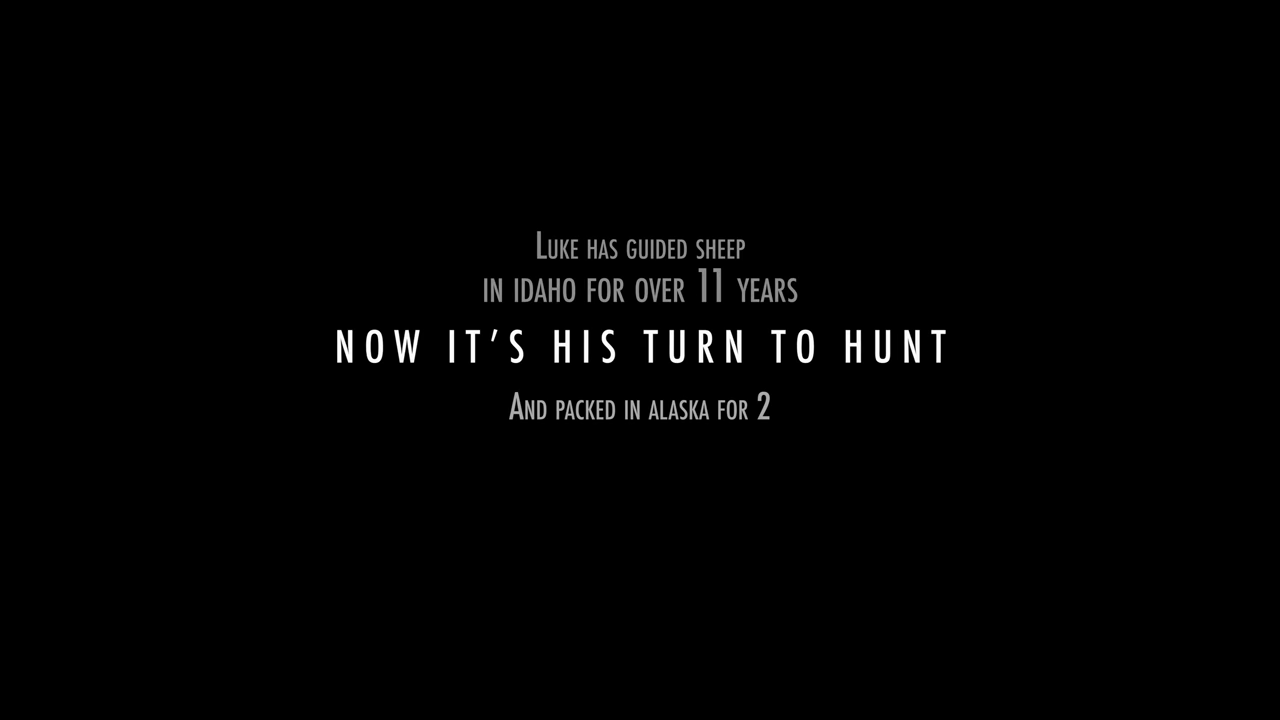 Luke has guided sheep
in Idaho for over 11 years
NOW IT’S HIS TURN TO HUNT
And packed in Alaska for 2